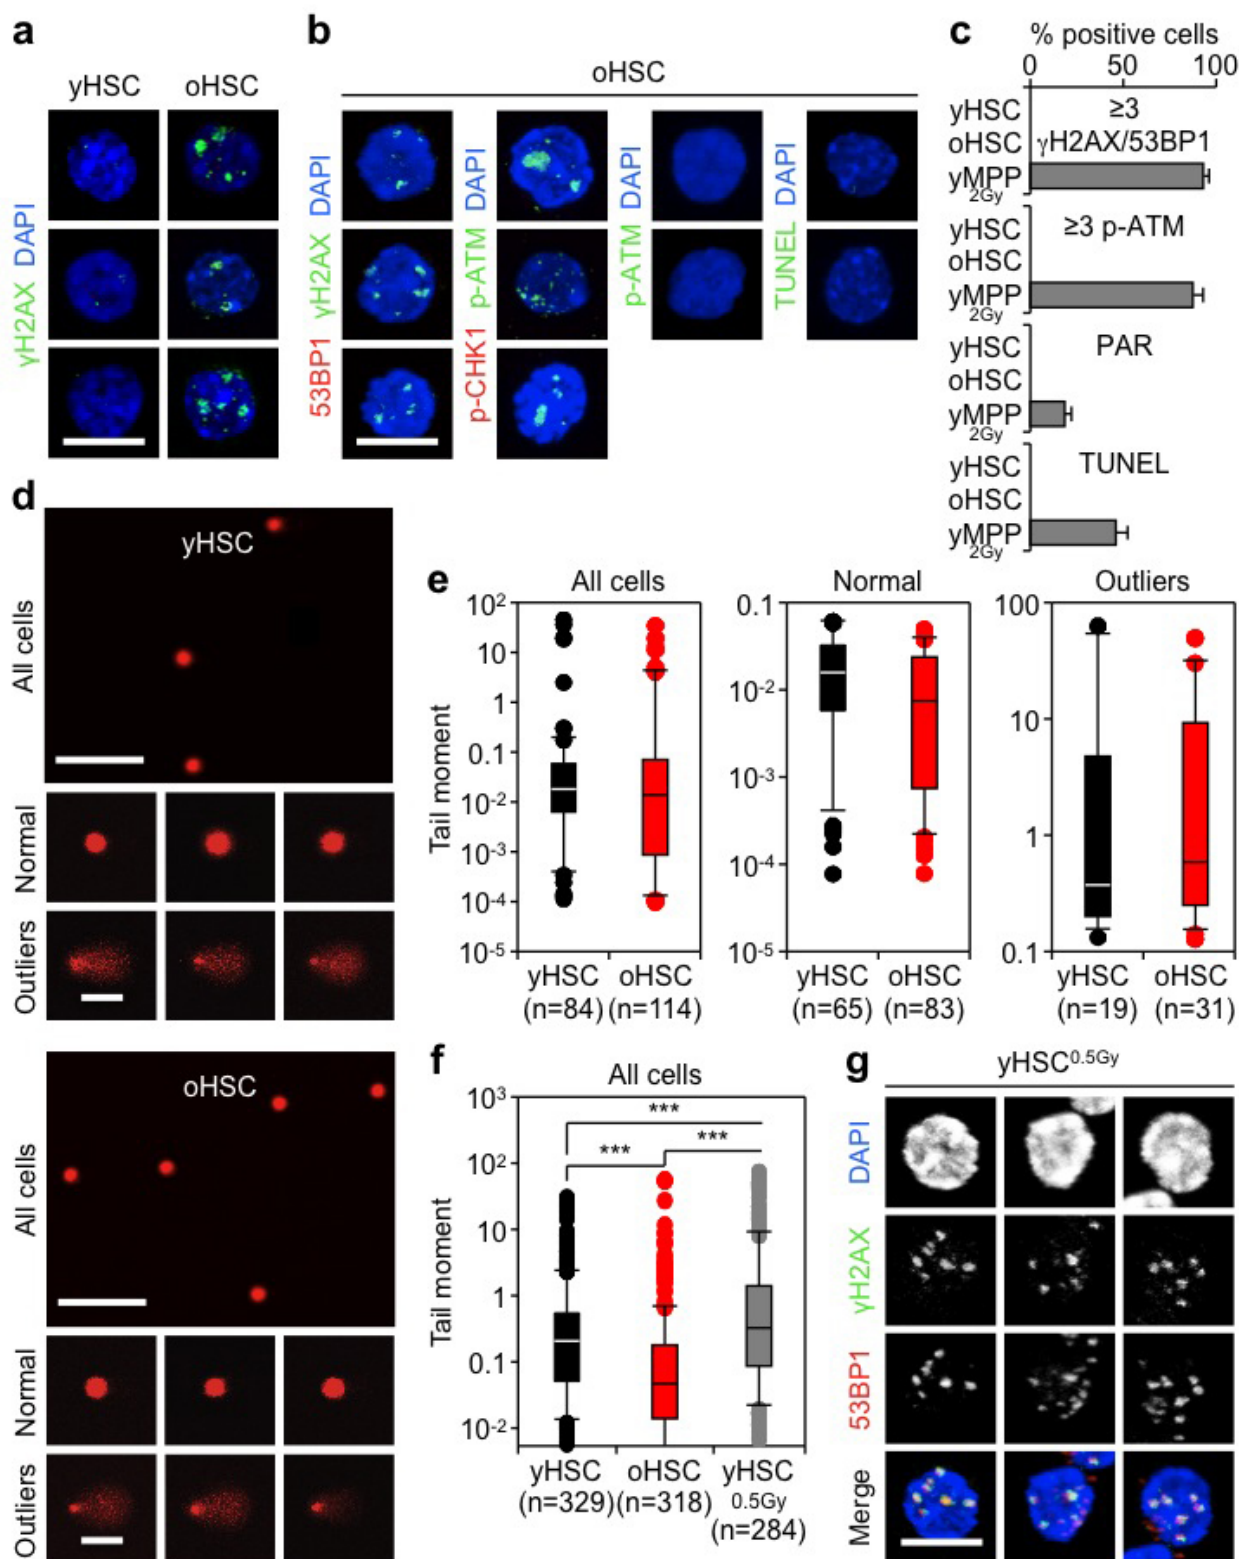 a
yHSC oHSC
γH2AX DAPI
b
oHSC
53BP1 γH2AX DAPI
p-CHK1 p-ATM DAPI
p-ATM DAPI
TUNEL DAPI
c
% positive cells
0 50 100
yHSC
oHSC
yMPP
2Gy
≥3
γH2AX/53BP1
yHSC
oHSC
yMPP
2Gy
≥3 p-ATM
yHSC
oHSC
yMPP
2Gy
PAR
yHSC
oHSC
yMPP
2Gy
TUNEL
d
yHSC
All cells
Normal
Outliers
oHSC
All cells
Normal
Outliers
e
All cells
Tail moment
10²
10
1
0.1
10⁻²
10⁻³
10⁻⁴
10⁻⁵
yHSC oHSC
(n=84) (n=114)
Normal
0.1
10⁻²
10⁻³
10⁻⁴
10⁻⁵
yHSC oHSC
(n=65) (n=83)
Outliers
100
10
1
0.1
yHSC oHSC
(n=19) (n=31)
f
All cells
Tail moment
10³
10²
10
1
0.1
10⁻²
***
*** ***
yHSC oHSC yHSC
0.5Gy
(n=329) (n=318) (n=284)
g
yHSC⁰·⁵ᴳʸ
DAPI
γH2AX
53BP1
Merge